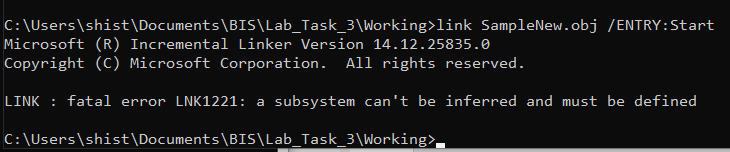 C:\Users\shist\Documents\BIS\Lab_Task_3\Working>link SampleNew.obj /ENTRY:Start
Microsoft (R) Incremental Linker Version 14.12.25835.0
Copyright (C) Microsoft Corporation.  All rights reserved.
LINK : fatal error LNK1221: a subsystem can't be inferred and must be defined
C:\Users\shist\Documents\BIS\Lab_Task_3\Working>